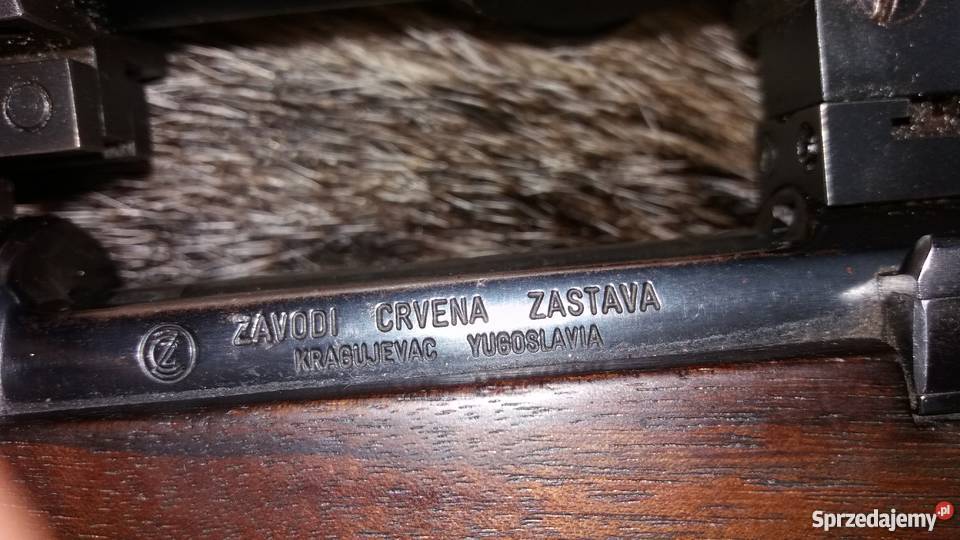 ZAVODI CRVENA ZASTAVA
KRAGUJEVAC YUGOSLAVIA
Sprzedajemy.pl